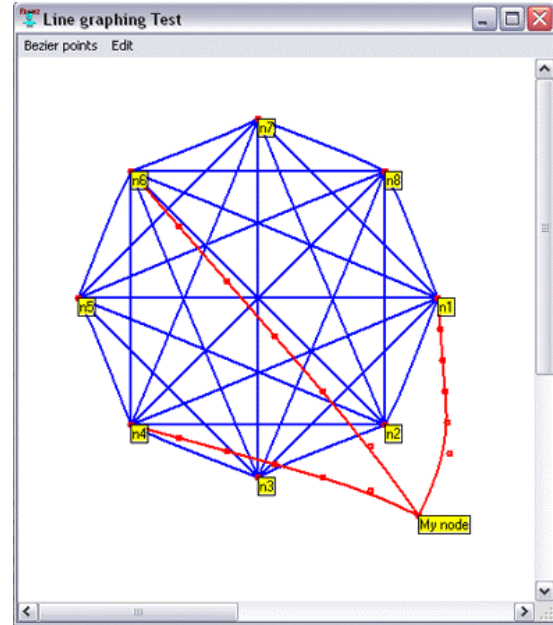 Line graphing Test
Bezier points Edit
n7
n6
n8
n5
n1
n4
n2
n3
My node